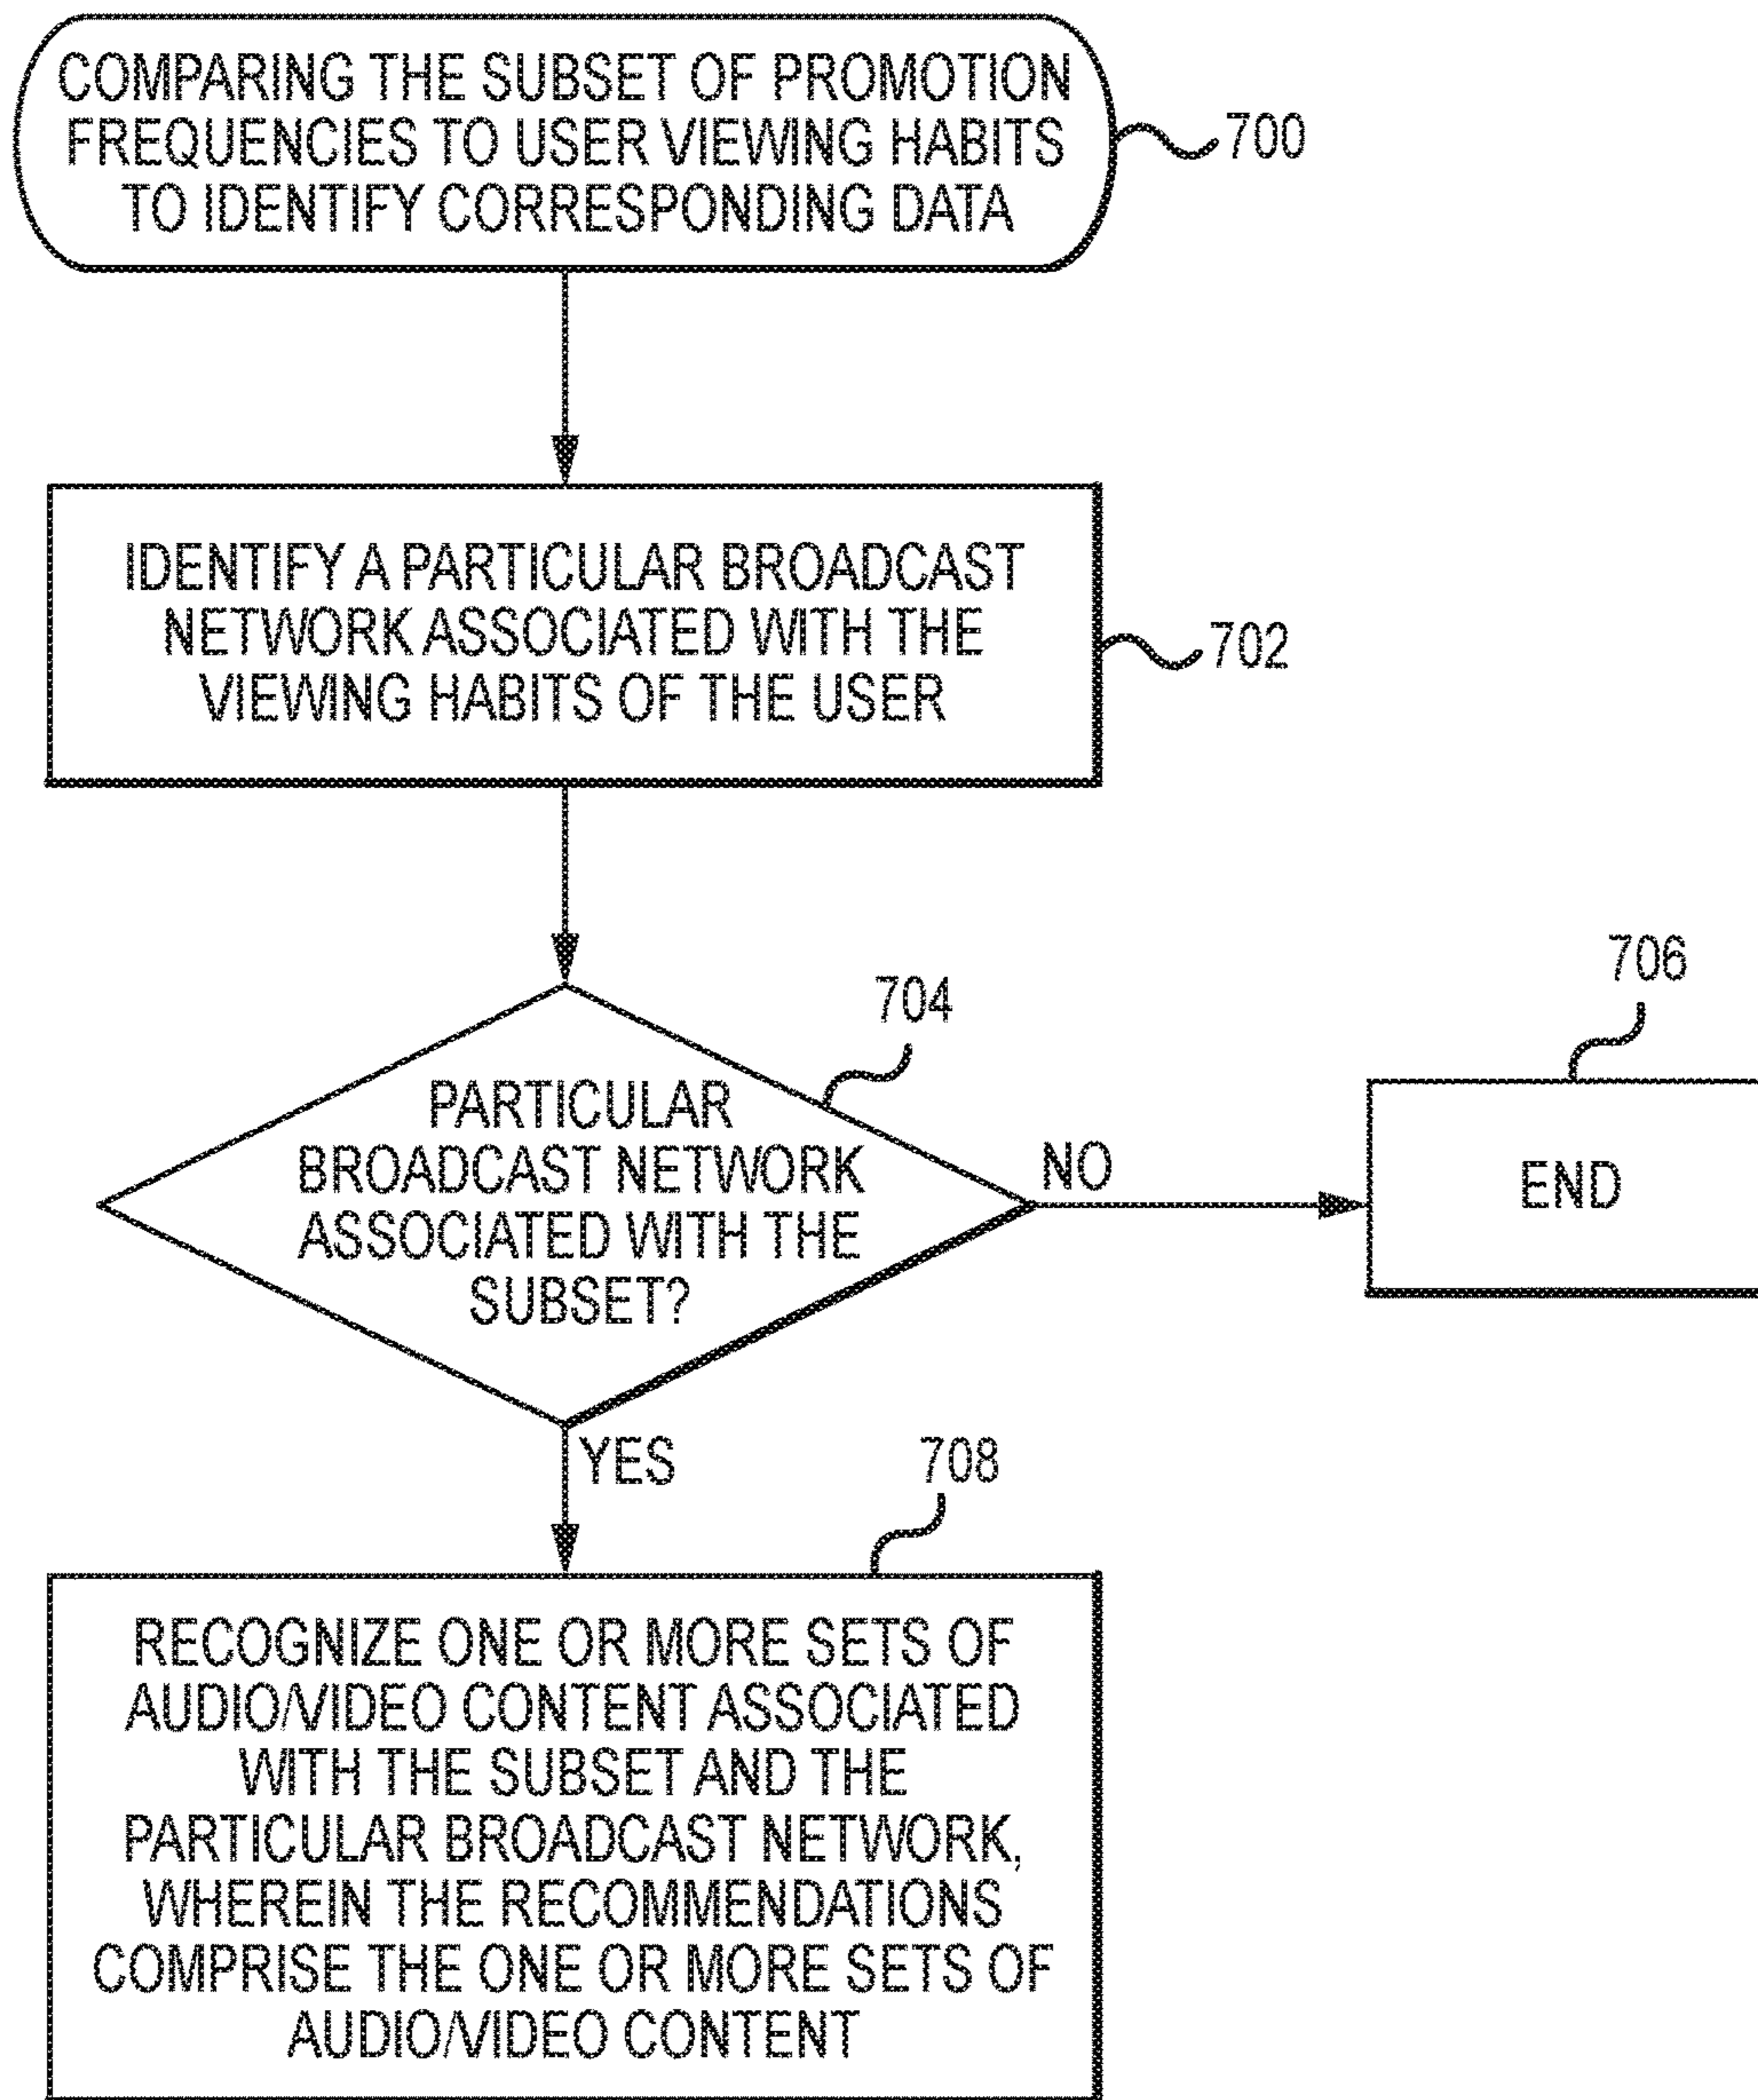 COMPARING THE SUBSET OF PROMOTION
FREQUENCIES TO USER VIEWING HABITS
TO IDENTIFY CORRESPONDING DATA
700
IDENTIFY A PARTICULAR BROADCAST
NETWORK ASSOCIATED WITH THE
VIEWING HABITS OF THE USER
702
704
PARTICULAR
BROADCAST NETWORK
ASSOCIATED WITH THE
SUBSET?
NO
706
END
YES
708
RECOGNIZE ONE OR MORE SETS OF
AUDIO/VIDEO CONTENT ASSOCIATED
WITH THE SUBSET AND THE
PARTICULAR BROADCAST NETWORK,
WHEREIN THE RECOMMENDATIONS
COMPRISE THE ONE OR MORE SETS OF
AUDIO/VIDEO CONTENT